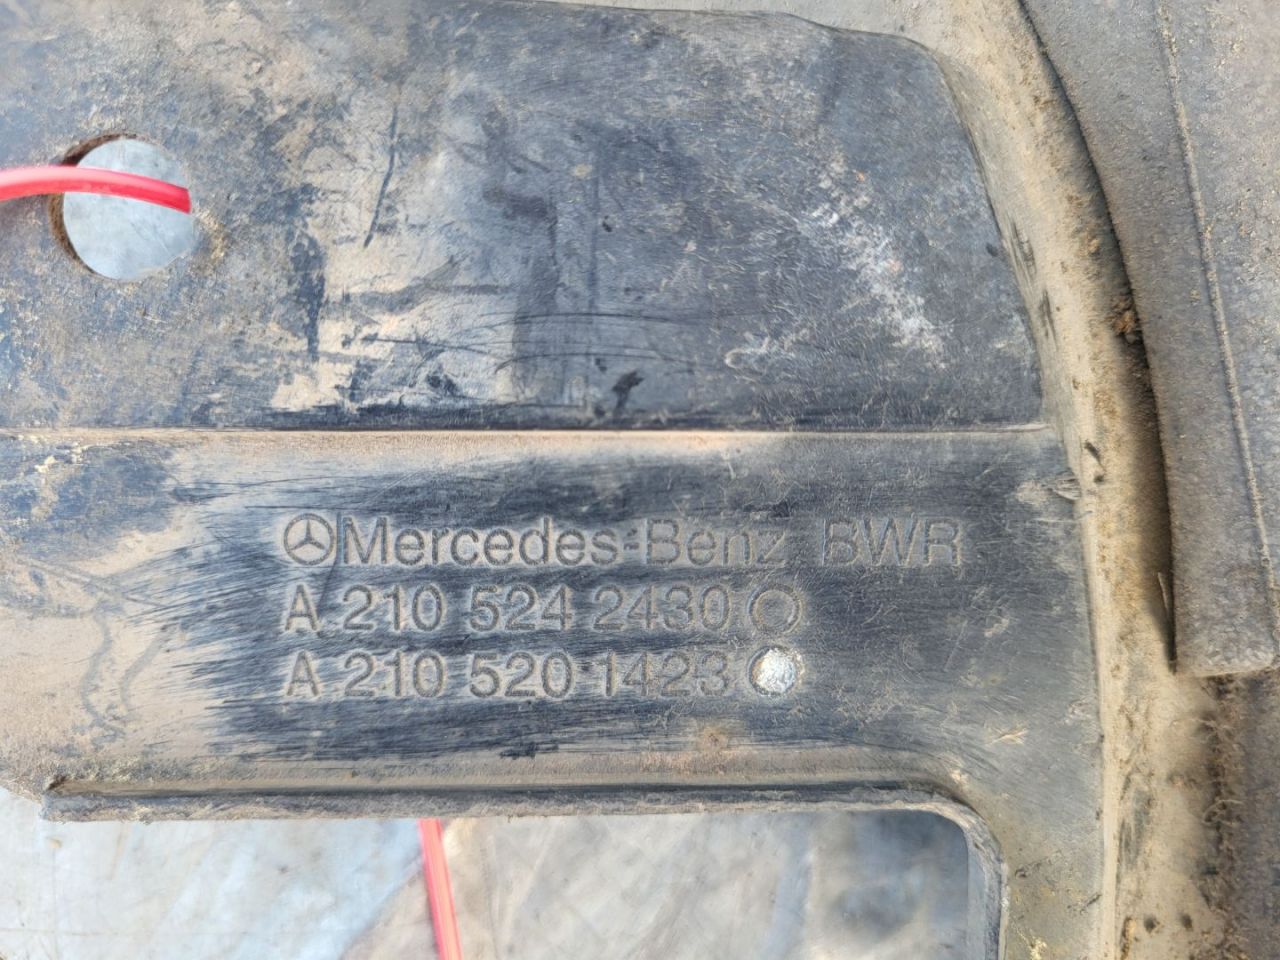 Mercedes-Benz BWR
A 210 524 2430
A 210 520 1423